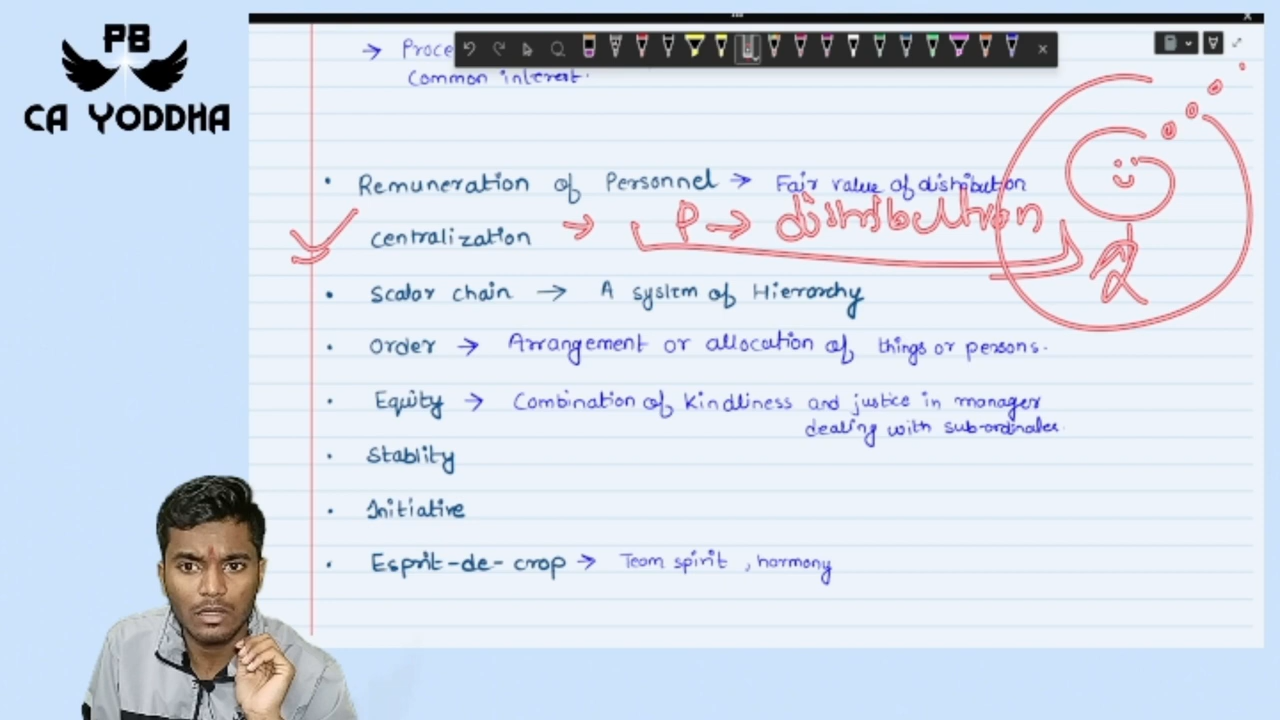 PB
CA YODDHA
→ Proce
Common interest.
• Remuneration of Personnel → Fair value of distribution
centralization → P → distribution
• Scalar chain → A system of Hierarchy
• Order → Arrangement or allocation of things or persons.
• Equity → Combination of Kindliness and justice in manager
dealing with sub-ordinates.
• Stablity
• Initiative
• Esprit-de-crop → Team spirit, harmony